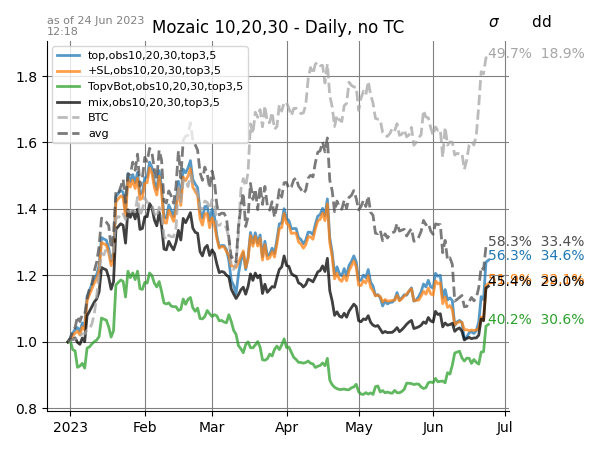 as of 24 Jun 2023
12:18
Mozaic 10,20,30 - Daily, no TC
σ dd
top,obs10,20,30,top3,5
+SL,obs10,20,30,top3,5
TopvBot,obs10,20,30,top3,5
mix,obs10,20,30,top3,5
BTC
avg
49.7% 18.9%
58.3% 33.4%
56.3% 34.6%
45.4% 29.0%
40.2% 30.6%
1.8
1.6
1.4
1.2
1.0
0.8
2023 Feb Mar Apr May Jun Jul